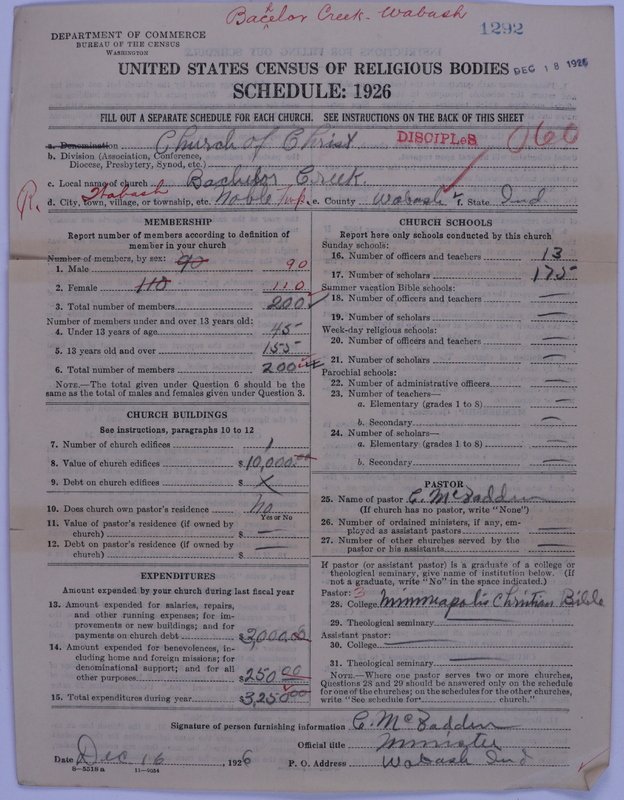 Bachelor Creek - Wabash
1292
DEPARTMENT OF COMMERCE
BUREAU OF THE CENSUS
WASHINGTON
UNITED STATES CENSUS OF RELIGIOUS BODIES DEC 18 1926
SCHEDULE: 1926
FILL OUT A SEPARATE SCHEDULE FOR EACH CHURCH. SEE INSTRUCTIONS ON THE BACK OF THIS SHEET
a. Denomination Church of Christ DISCIPLES 060
b. Division (Association, Conference,
Diocese, Presbytery, Synod, etc.)
c. Local name of church Bachelor Creek.
R. d. City, town, village, or township, etc. Wabash Noble Twp. e. County Wabash f. State Ind
MEMBERSHIP
Report number of members according to definition of
member in your church
Number of members, by sex: 90
1. Male 90
2. Female 110 110
3. Total number of members 200
Number of members under and over 13 years old:
4. Under 13 years of age 45
5. 13 years old and over 155
6. Total number of members 200
NOTE.—The total given under Question 6 should be the
same as the total of males and females given under Question 3.
CHURCH BUILDINGS
See instructions, paragraphs 10 to 12
7. Number of church edifices 1
8. Value of church edifices $10,000.00
9. Debt on church edifices $ X
10. Does church own pastor's residence No
Yes or No
11. Value of pastor's residence (if owned by
church) $ —
12. Debt on pastor's residence (if owned by
church) $ —
EXPENDITURES
Amount expended by your church during last fiscal year
13. Amount expended for salaries, repairs,
and other running expenses; for im-
provements or new buildings; and for
payments on church debt $3,000.00
14. Amount expended for benevolences, in-
cluding home and foreign missions; for
denominational support; and for all
other purposes $250.00
15. Total expenditures during year $3,250.00
CHURCH SCHOOLS
Report here only schools conducted by this church
Sunday schools:
16. Number of officers and teachers 13
17. Number of scholars 175
Summer vacation Bible schools:
18. Number of officers and teachers —
19. Number of scholars —
Week-day religious schools:
20. Number of officers and teachers —
21. Number of scholars —
Parochial schools:
22. Number of administrative officers —
23. Number of teachers—
a. Elementary (grades 1 to 8) —
b. Secondary —
24. Number of scholars—
a. Elementary (grades 1 to 8) —
b. Secondary —
PASTOR
25. Name of pastor C. McFadden
(If church has no pastor, write "None")
26. Number of ordained ministers, if any, em-
ployed as assistant pastors —
27. Number of other churches served by the
pastor or his assistants —
If pastor (or assistant pastor) is a graduate of a college or
theological seminary, give name of institution below. (If
not a graduate, write "No" in the space indicated.)
Pastor: 3
28. College Minneapolis Christian Bible
29. Theological seminary —
Assistant pastor:
30. College —
31. Theological seminary —
NOTE.—Where one pastor serves two or more churches,
Questions 28 and 29 should be answered only on the schedule
for one of the churches; on the schedules for the other churches,
write "See schedule for church."
Signature of person furnishing information C. McFadden
Official title Minister
Date Dec 16, 1926 P. O. Address Wabash Ind
8—5518a 11—9034